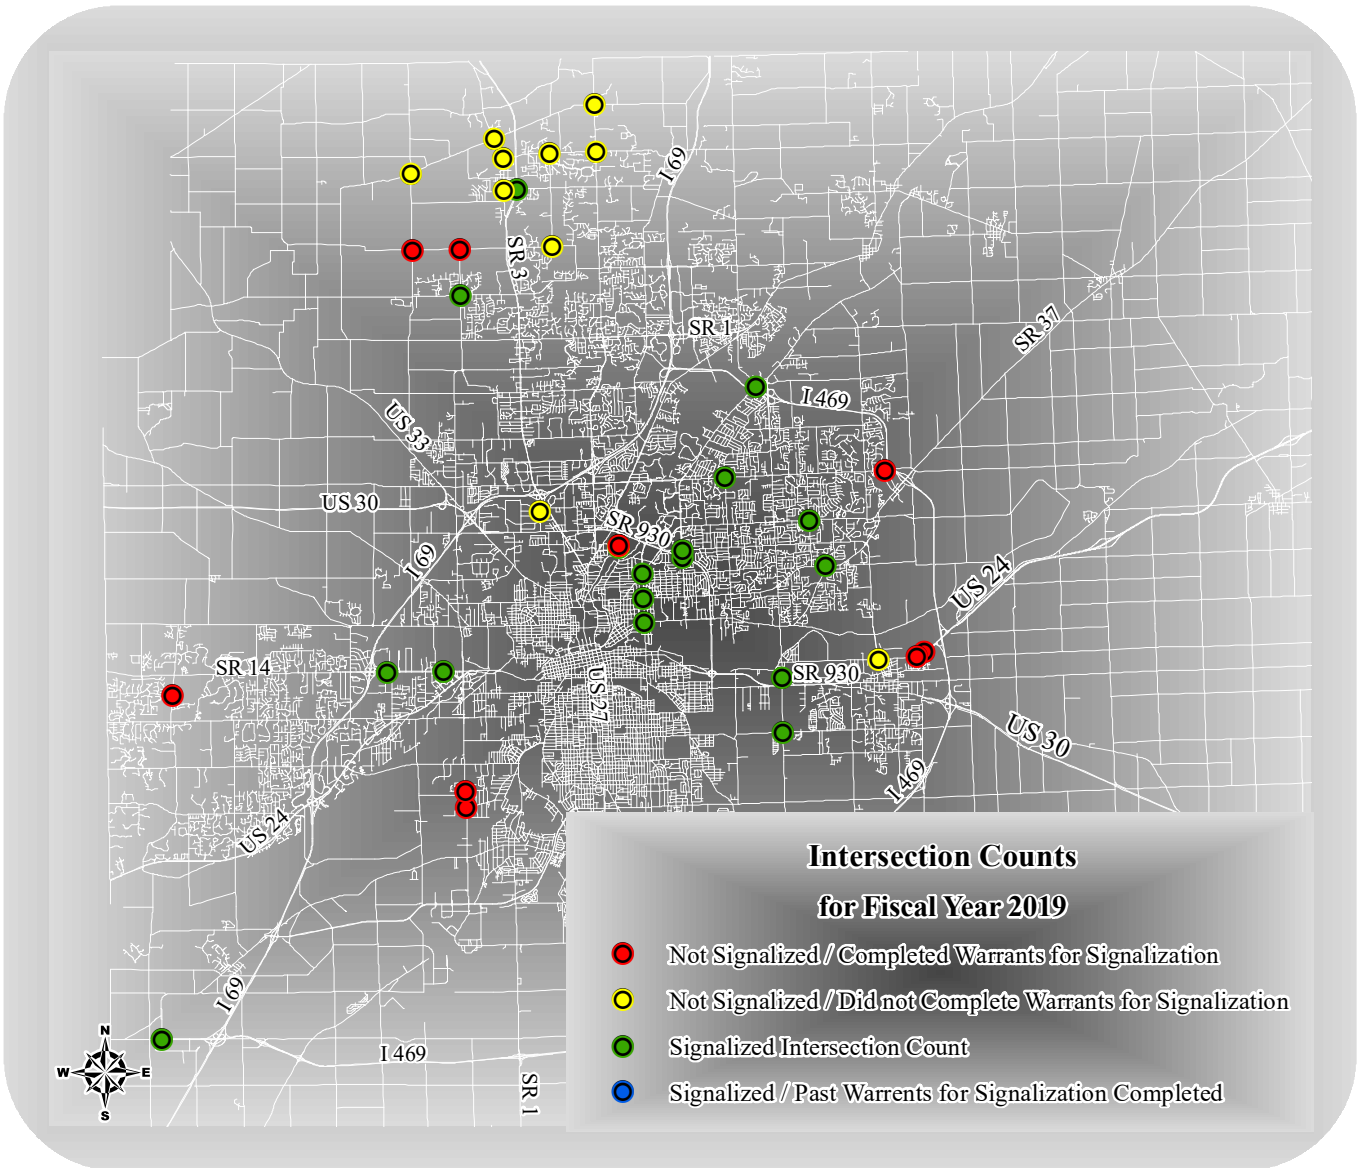 I 69
SR 3
SR 1
SR 37
I 469
US 33
US 30
SR 930
I 69
US 24
SR 14
SR 930
US 27
US 30
I 469
US 24
Intersection Counts
for Fiscal Year 2019
Not Signalized / Completed Warrants for Signalization
I 69
Not Signalized / Did not Complete Warrants for Signalization
N
Signalized Intersection Count
I 469
W E
Signalized / Past Warrents for Signalization Completed
SR 1
S